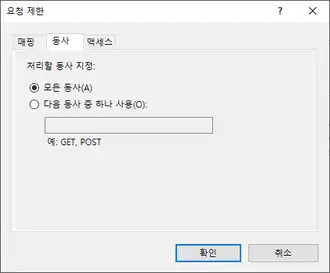 요청 제한
? ×
매핑 동사 액세스
처리할 동사 지정:
모든 동사(A)
다음 동사 중 하나 사용(O):
예: GET, POST
확인 취소